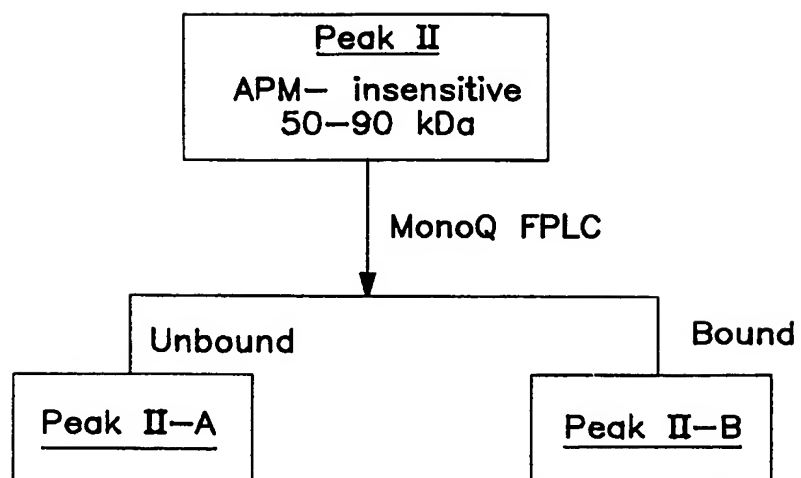 Peak II
APM- insensitive
50-90 kDa
MonoQ FPLC
Unbound
Bound
Peak II-A
Peak II-B